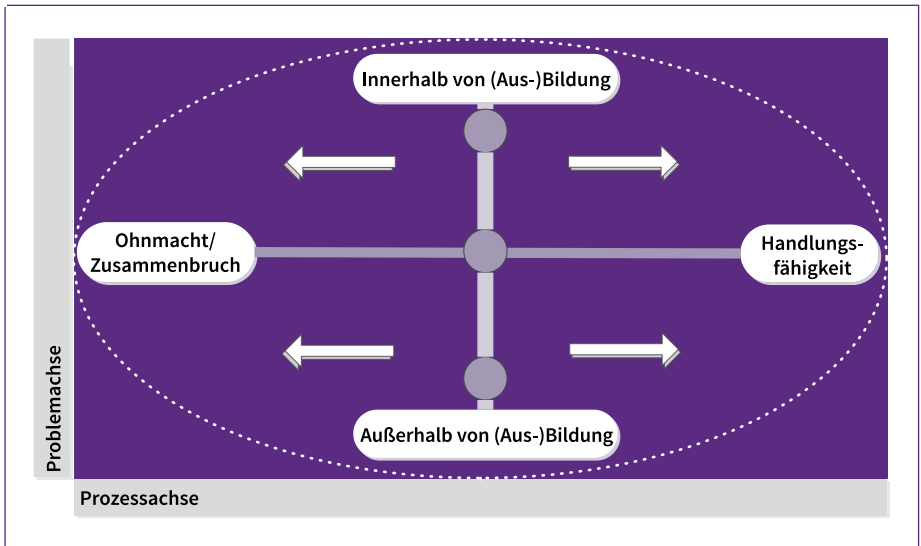 Innerhalb von (Aus-)Bildung
Ohnmacht/
Zusammenbruch
Handlungs-
fähigkeit
Außerhalb von (Aus-)Bildung
Problemachse
Prozessachse